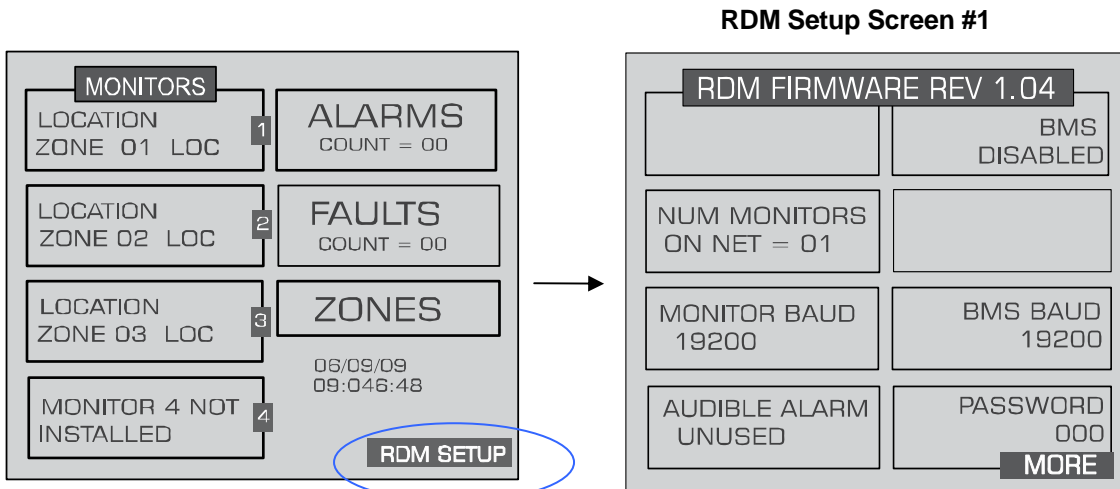 RDM Setup Screen #1
MONITORS
LOCATION
ZONE 01 LOC
1
ALARMS
COUNT = 00
LOCATION
ZONE 02 LOC
2
FAULTS
COUNT = 00
LOCATION
ZONE 03 LOC
3
ZONES
06/09/09
09:046:48
MONITOR 4 NOT
INSTALLED
4
RDM SETUP
RDM FIRMWARE REV 1.04
BMS
DISABLED
NUM MONITORS
ON NET = 01
MONITOR BAUD
19200
BMS BAUD
19200
AUDIBLE ALARM
UNUSED
PASSWORD
000
MORE